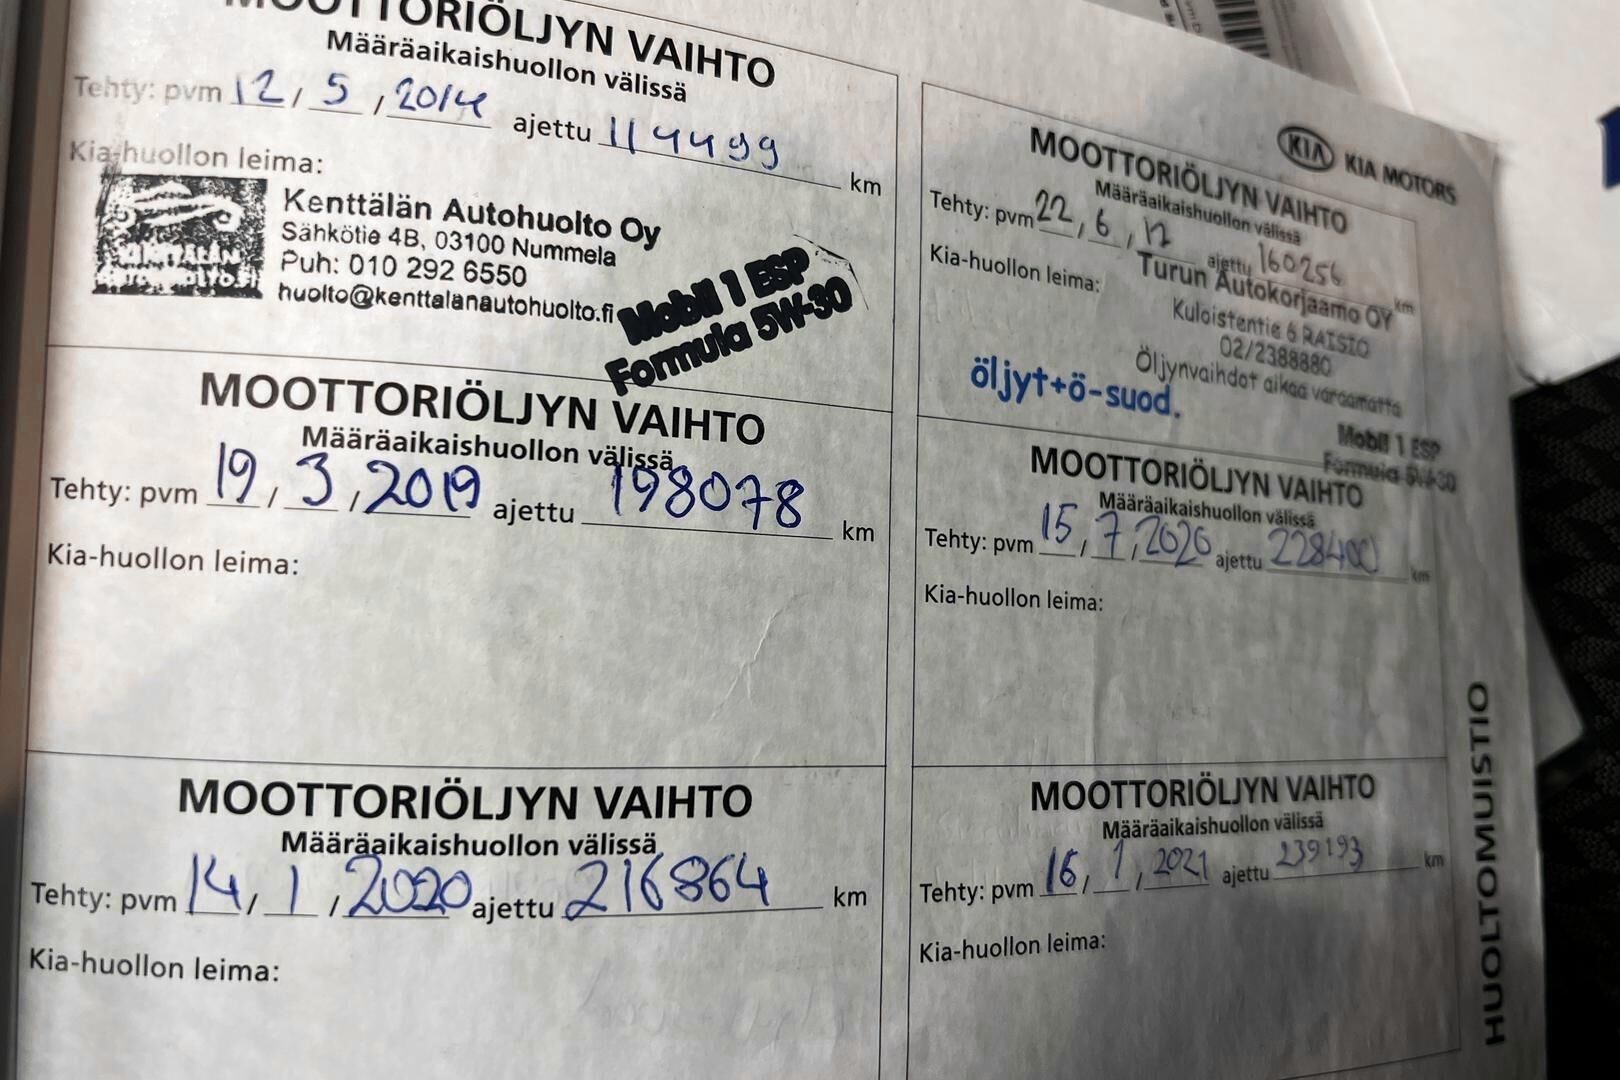 MOOTTORIÖLJYN VAIHTO
Määräaikaishuollon välissä
Tehty: pvm 12 / 5 / 2014 ajettu 114499 km
Kia-huollon leima:
Kenttälän Autohuolto Oy
Sähkötie 4B, 03100 Nummela
Puh: 010 292 6550
huolto@kenttalanautohuolto.fi
Mobil 1 ESP
Formula 5W-30
MOOTTORIÖLJYN VAIHTO
Määräaikaishuollon välissä
Tehty: pvm 19 / 3 / 2019 ajettu 198078 km
Kia-huollon leima:
MOOTTORIÖLJYN VAIHTO
Määräaikaishuollon välissä
Tehty: pvm 14 / 1 / 2020 ajettu 216864 km
Kia-huollon leima:
KIA KIA MOTORS
MOOTTORIÖLJYN VAIHTO
Määräaikaishuollon välissä
Tehty: pvm 22 / 6 / 17 ajettu 160256 km
Kia-huollon leima:
Turun Autokorjaamo OY
Kuloistentie 6 RAISIO
02/2388880
Öljynvaihdot aikaa varaamatta
öljyt+ö-suod.
Mobil 1 ESP
Formula 5W-30
MOOTTORIÖLJYN VAIHTO
Määräaikaishuollon välissä
Tehty: pvm 15 / 7 / 2020 ajettu 228400 km
Kia-huollon leima:
MOOTTORIÖLJYN VAIHTO
Määräaikaishuollon välissä
Tehty: pvm 16 / 1 / 2021 ajettu 239193 km
Kia-huollon leima:
HUOLTOMUISTIO